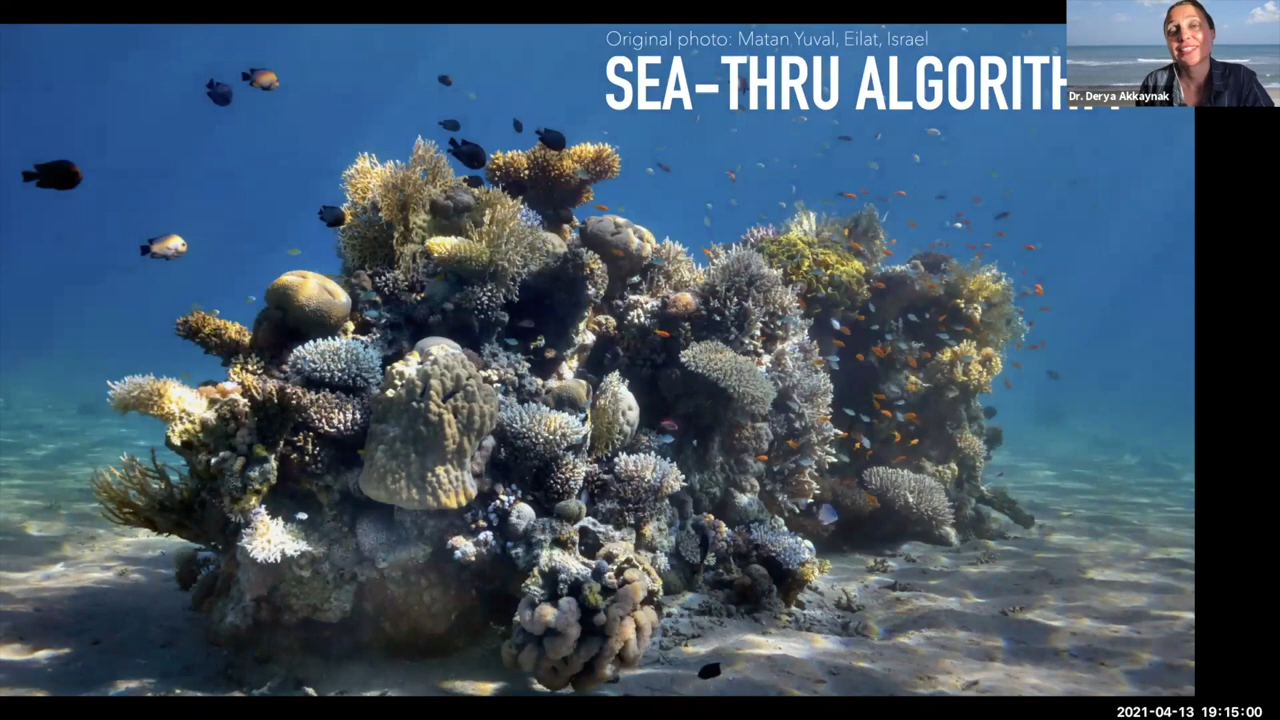 Original photo: Matan Yuval, Eilat, Israel
SEA-THRU ALGORITH
Dr. Derya Akkaynak
2021-04-13 19:15:00